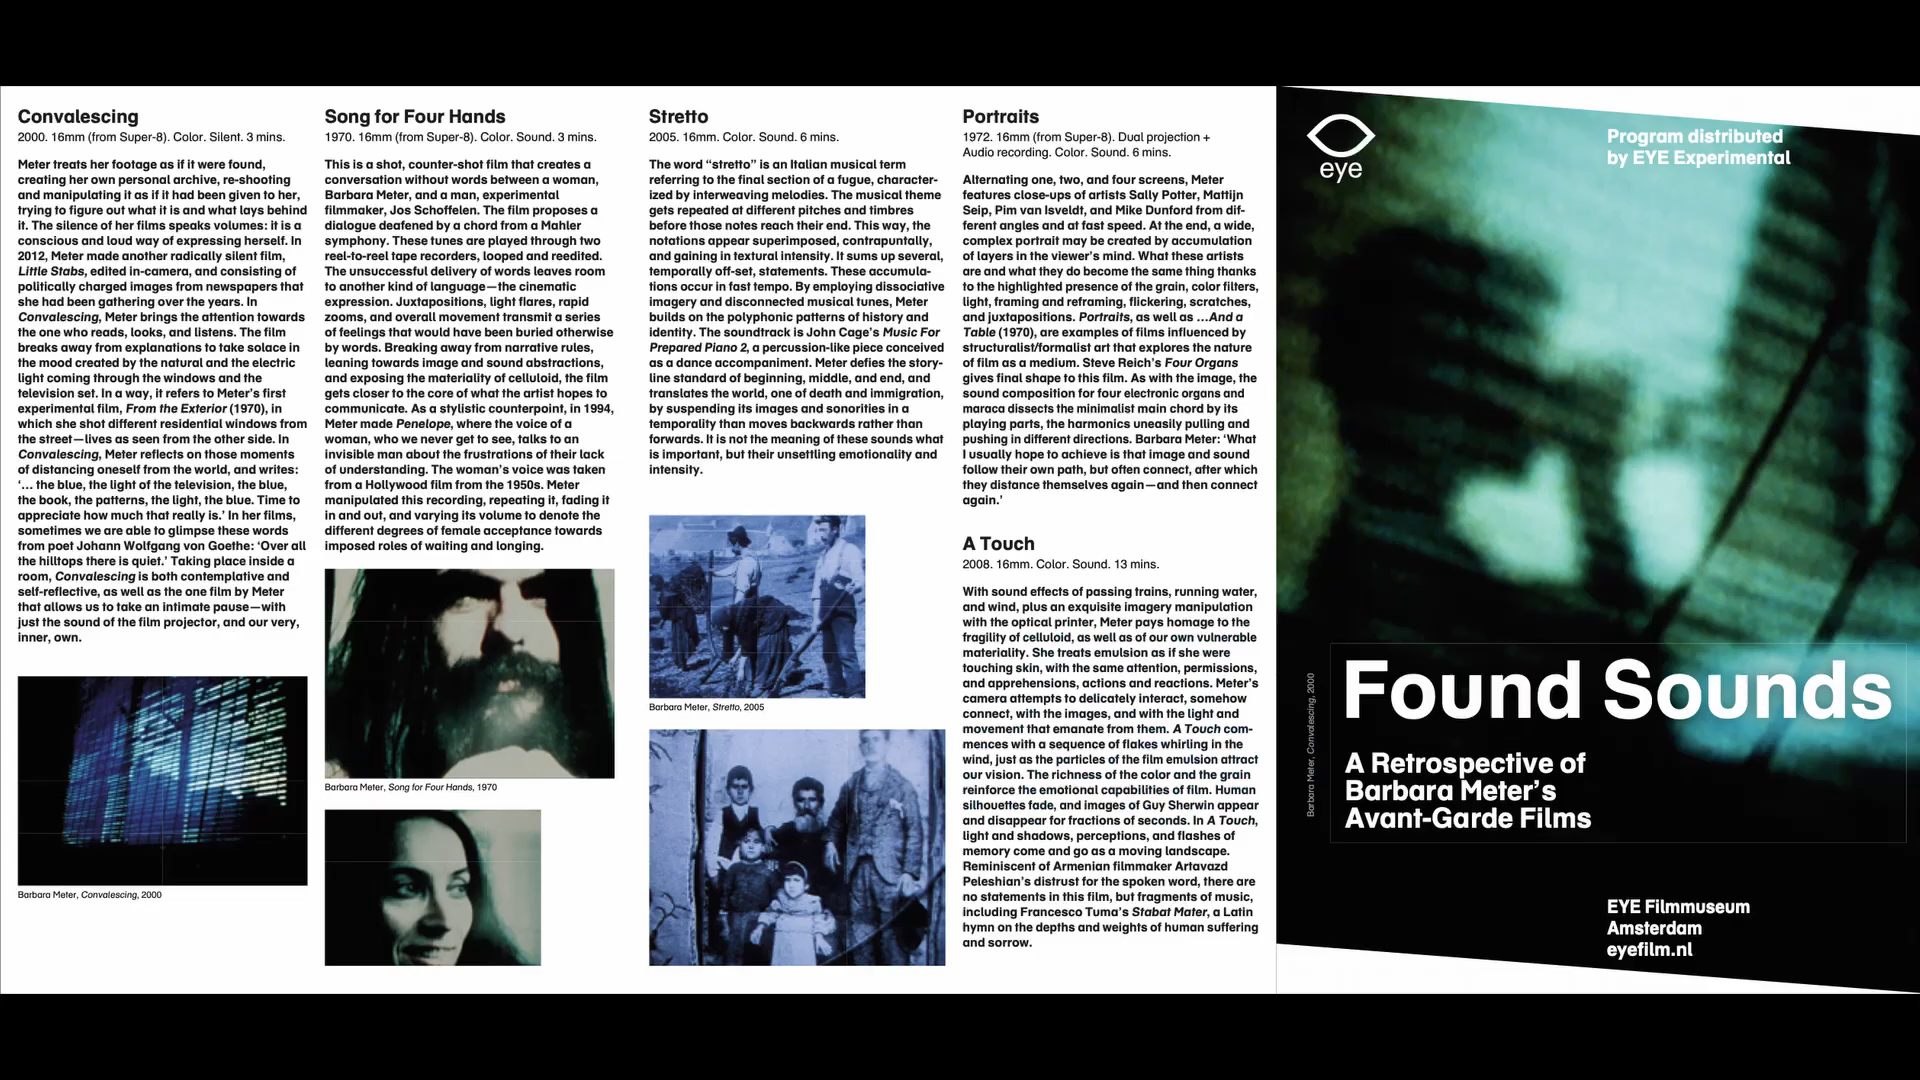 Convalescing
2000. 16mm (from Super-8). Color. Silent. 3 mins.
Meter treats her footage as if it were found,
creating her own personal archive, re-shooting
and manipulating it as if it had been given to her,
trying to figure out what it is and what lays behind
it. The silence of her films speaks volumes: it is a
conscious and loud way of expressing herself. In
2012, Meter made another radically silent film,
Little Stabs, edited in-camera, and consisting of
politically charged images from newspapers that
she had been gathering over the years. In
Convalescing, Meter brings the attention towards
the one who reads, looks, and listens. The film
breaks away from explanations to take solace in
the mood created by the natural and the electric
light coming through the windows and the
television set. In a way, it refers to Meter's first
experimental film, From the Exterior (1970), in
which she shot different residential windows from
the street—lives as seen from the other side. In
Convalescing, Meter reflects on those moments
of distancing oneself from the world, and writes:
'… the blue, the light of the television, the blue,
the book, the patterns, the light, the blue. Time to
appreciate how much that really is.' In her films,
sometimes we are able to glimpse these words
from poet Johann Wolfgang von Goethe: 'Over all
the hilltops there is quiet.' Taking place inside a
room, Convalescing is both contemplative and
self-reflective, as well as the one film by Meter
that allows us to take an intimate pause—with
just the sound of the film projector, and our very,
inner, own.
Barbara Meter, Convalescing, 2000
Song for Four Hands
1970. 16mm (from Super-8). Color. Sound. 3 mins.
This is a shot, counter-shot film that creates a
conversation without words between a woman,
Barbara Meter, and a man, experimental
filmmaker, Jos Schoffelen. The film proposes a
dialogue deafened by a chord from a Mahler
symphony. These tunes are played through two
reel-to-reel tape recorders, looped and reedited.
The unsuccessful delivery of words leaves room
to another kind of language—the cinematic
expression. Juxtapositions, light flares, rapid
zooms, and overall movement transmit a series
of feelings that would have been buried otherwise
by words. Breaking away from narrative rules,
leaning towards image and sound abstractions,
and exposing the materiality of celluloid, the film
gets closer to the core of what the artist hopes to
communicate. As a stylistic counterpoint, in 1994,
Meter made Penelope, where the voice of a
woman, who we never get to see, talks to an
invisible man about the frustrations of their lack
of understanding. The woman's voice was taken
from a Hollywood film from the 1950s. Meter
manipulated this recording, repeating it, fading it
in and out, and varying its volume to denote the
different degrees of female acceptance towards
imposed roles of waiting and longing.
Barbara Meter, Song for Four Hands, 1970
Stretto
2005. 16mm. Color. Sound. 6 mins.
The word "stretto" is an Italian musical term
referring to the final section of a fugue, character-
ized by interweaving melodies. The musical theme
gets repeated at different pitches and timbres
before those notes reach their end. This way, the
notations appear superimposed, contrapuntally,
and gaining in textural intensity. It sums up several,
temporally off-set, statements. These accumula-
tions occur in fast tempo. By employing dissociative
imagery and disconnected musical tunes, Meter
builds on the polyphonic patterns of history and
identity. The soundtrack is John Cage's Music For
Prepared Piano 2, a percussion-like piece conceived
as a dance accompaniment. Meter defies the story-
line standard of beginning, middle, and end, and
translates the world, one of death and immigration,
by suspending its images and sonorities in a
temporality than moves backwards rather than
forwards. It is not the meaning of these sounds what
is important, but their unsettling emotionality and
intensity.
Barbara Meter, Stretto, 2005
Portraits
1972. 16mm (from Super-8). Dual projection +
Audio recording. Color. Sound. 6 mins.
Alternating one, two, and four screens, Meter
features close-ups of artists Sally Potter, Mattijn
Seip, Pim van Isveldt, and Mike Dunford from dif-
ferent angles and at fast speed. At the end, a wide,
complex portrait may be created by accumulation
of layers in the viewer's mind. What these artists
are and what they do become the same thing thanks
to the highlighted presence of the grain, color filters,
light, framing and reframing, flickering, scratches,
and juxtapositions. Portraits, as well as …And a
Table (1970), are examples of films influenced by
structuralist/formalist art that explores the nature
of film as a medium. Steve Reich's Four Organs
gives final shape to this film. As with the image, the
sound composition for four electronic organs and
maraca dissects the minimalist main chord by its
playing parts, the harmonics uneasily pulling and
pushing in different directions. Barbara Meter: 'What
I usually hope to achieve is that image and sound
follow their own path, but often connect, after which
they distance themselves again—and then connect
again.'
A Touch
2008. 16mm. Color. Sound. 13 mins.
With sound effects of passing trains, running water,
and wind, plus an exquisite imagery manipulation
with the optical printer, Meter pays homage to the
fragility of celluloid, as well as of our own vulnerable
materiality. She treats emulsion as if she were
touching skin, with the same attention, permissions,
and apprehensions, actions and reactions. Meter's
camera attempts to delicately interact, somehow
connect, with the images, and with the light and
movement that emanate from them. A Touch com-
mences with a sequence of flakes whirling in the
wind, just as the particles of the film emulsion attract
our vision. The richness of the color and the grain
reinforce the emotional capabilities of film. Human
silhouettes fade, and images of Guy Sherwin appear
and disappear for fractions of seconds. In A Touch,
light and shadows, perceptions, and flashes of
memory come and go as a moving landscape.
Reminiscent of Armenian filmmaker Artavazd
Peleshian's distrust for the spoken word, there are
no statements in this film, but fragments of music,
including Francesco Tuma's Stabat Mater, a Latin
hymn on the depths and weights of human suffering
and sorrow.
eye
Program distributed
by EYE Experimental
Barbara Meter, Convalescing, 2000
Found Sounds
A Retrospective of
Barbara Meter's
Avant-Garde Films
EYE Filmmuseum
Amsterdam
eyefilm.nl